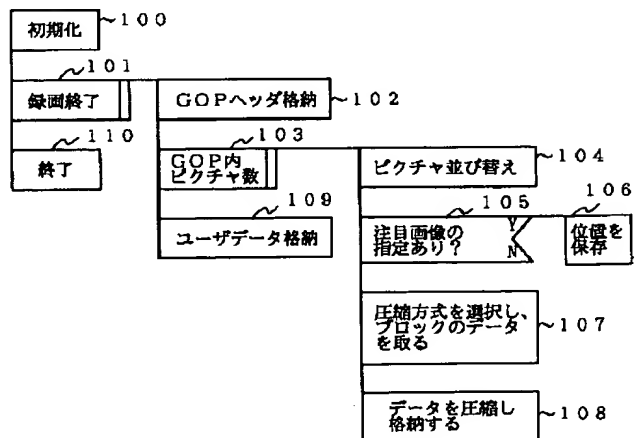 初期化
100
101
録画終了
GOPヘッダ格納
102
110
103
終了
GOP内
ピクチャ数
ピクチャ並び替え
104
109
105
106
ユーザデータ格納
注目画像の
指定あり?
Y
N
位置を
保存
圧縮方式を選択し、
ブロックのデータ
を取る
107
データを圧縮し
格納する
108